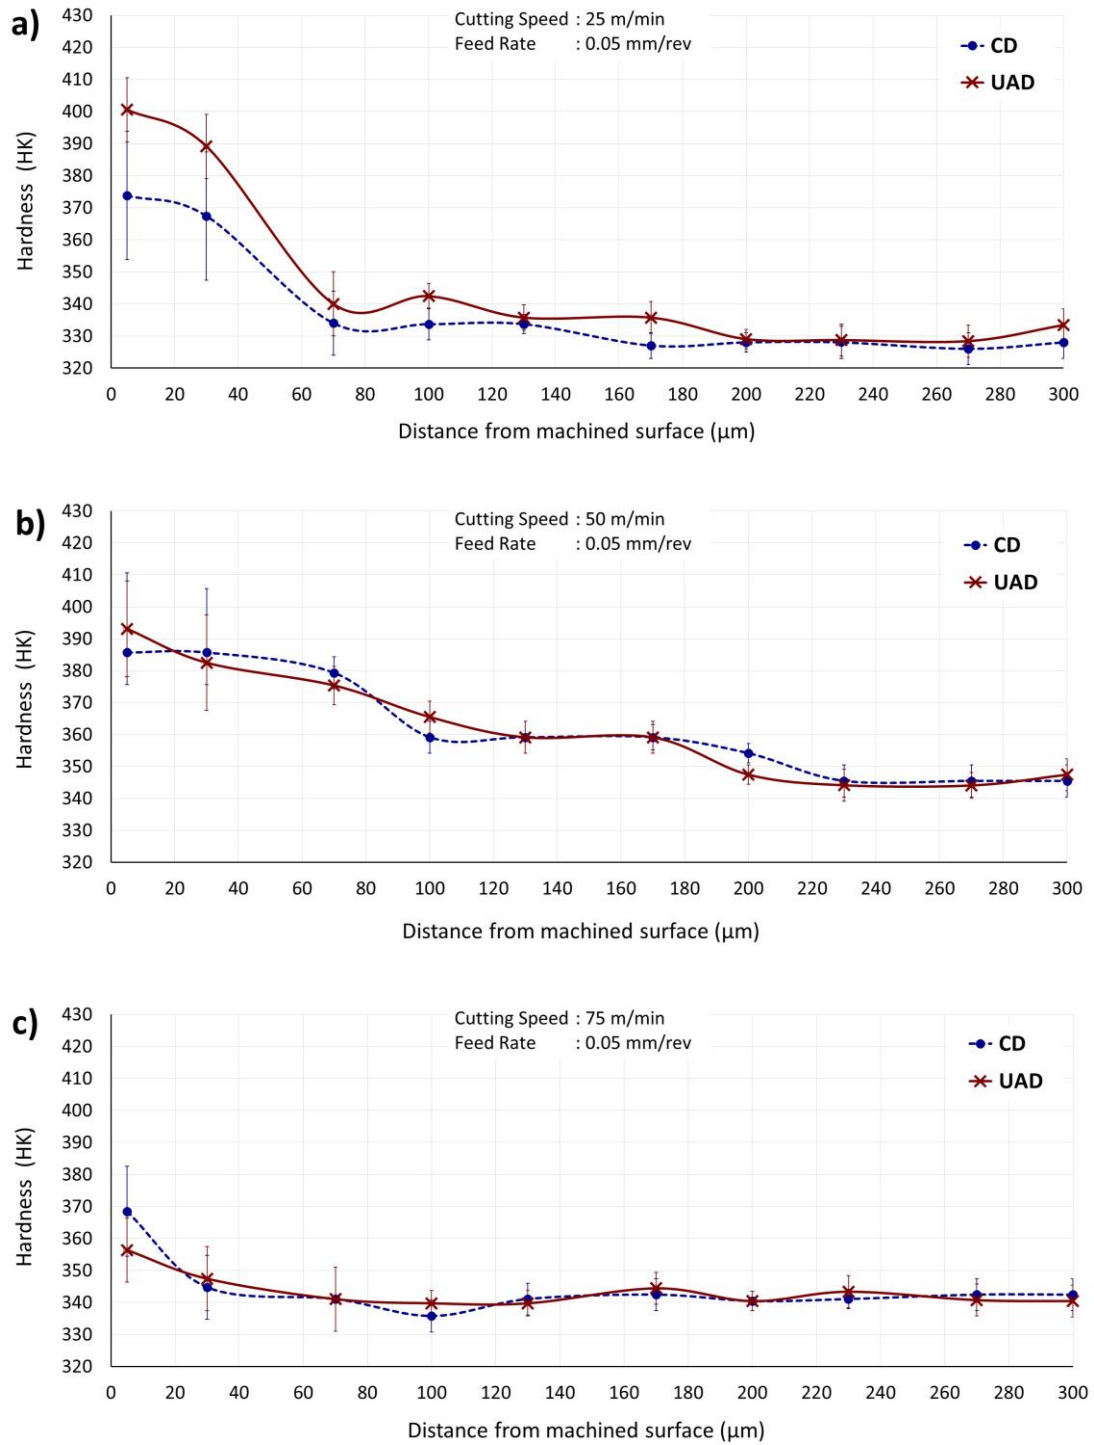 a)
Cutting Speed : 25 m/min
Feed Rate : 0.05 mm/rev
CD
UAD
430
420
410
400
390
380
370
360
350
340
330
320
Hardness (HK)
0 20 40 60 80 100 120 140 160 180 200 220 240 260 280 300
Distance from machined surface (µm)
b)
Cutting Speed : 50 m/min
Feed Rate : 0.05 mm/rev
CD
UAD
430
420
410
400
390
380
370
360
350
340
330
320
Hardness (HK)
0 20 40 60 80 100 120 140 160 180 200 220 240 260 280 300
Distance from machined surface (µm)
c)
Cutting Speed : 75 m/min
Feed Rate : 0.05 mm/rev
CD
UAD
430
420
410
400
390
380
370
360
350
340
330
320
Hardness (HK)
0 20 40 60 80 100 120 140 160 180 200 220 240 260 280 300
Distance from machined surface (µm)